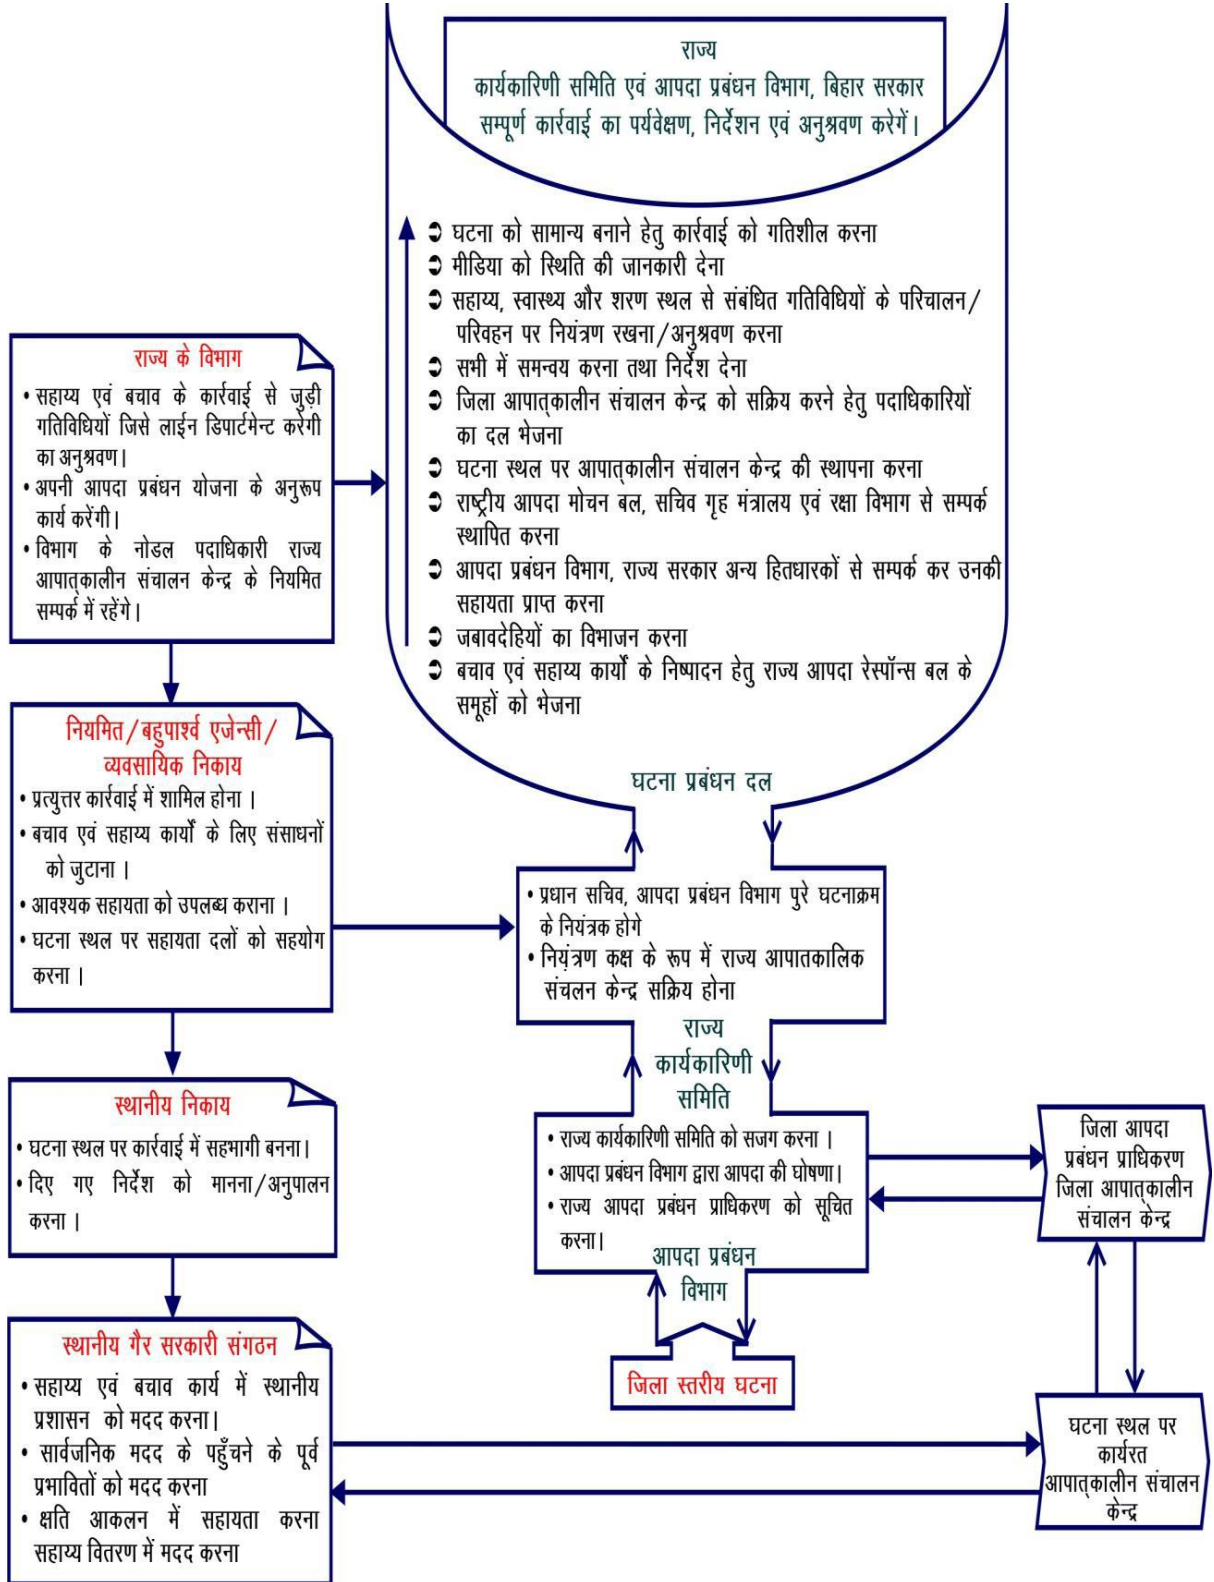 राज्य
कार्यकारिणी समिति एवं आपदा प्रबंधन विभाग, बिहार सरकार
सम्पूर्ण कार्रवाई का पर्यवेक्षण, निर्देशन एवं अनुश्रवण करेगें।
➲ घटना को सामान्य बनाने हेतु कार्रवाई को गतिशील करना
➲ मीडिया को स्थिति की जानकारी देना
➲ सहाय्य, स्वास्थ्य और शरण स्थल से संबंधित गतिविधियों के परिचालन/
परिवहन पर नियंत्रण रखना/अनुश्रवण करना
➲ सभी में समन्वय करना तथा निर्देश देना
➲ जिला आपात्कालीन संचालन केन्द्र को सक्रिय करने हेतु पदाधिकारियों
का दल भेजना
➲ घटना स्थल पर आपात्कालीन संचालन केन्द्र की स्थापना करना
➲ राष्ट्रीय आपदा मोचन बल, सचिव गृह मंत्रालय एवं रक्षा विभाग से सम्पर्क
स्थापित करना
➲ आपदा प्रबंधन विभाग, राज्य सरकार अन्य हितधारकों से सम्पर्क कर उनकी
सहायता प्राप्त करना
➲ जबावदेहियों का विभाजन करना
➲ बचाव एवं सहाय्य कार्यों के निष्पादन हेतु राज्य आपदा रेस्पॉन्स बल के
समूहों को भेजना
घटना प्रबंधन दल
राज्य के विभाग
• सहाय्य एवं बचाव के कार्रवाई से जुड़ी
गतिविधियों जिसे लाईन डिपार्टमेन्ट करेगी
का अनुश्रवण।
• अपनी आपदा प्रबंधन योजना के अनुरूप
कार्य करेंगी।
• विभाग के नोडल पदाधिकारी राज्य
आपात्कालीन संचालन केन्द्र के नियमित
सम्पर्क में रहेंगे।
नियमित/बहुपार्श्व एजेन्सी/
व्यवसायिक निकाय
• प्रत्युत्तर कार्रवाई में शामिल होना ।
• बचाव एवं सहाय्य कार्यों के लिए संसाधनों
को जुटाना ।
• आवश्यक सहायता को उपलब्ध कराना ।
• घटना स्थल पर सहायता दलों को सहयोग
करना ।
• प्रधान सचिव, आपदा प्रबंधन विभाग पुरे घटनाक्रम
के नियंत्रक होगे
• नियंत्रण कक्ष के रूप में राज्य आपातकालिक
संचलन केन्द्र सक्रिय होना
राज्य
कार्यकारिणी
समिति
स्थानीय निकाय
• घटना स्थल पर कार्रवाई में सहभागी बनना।
• दिए गए निर्देश को मानना/अनुपालन
करना ।
• राज्य कार्यकारिणी समिति को सजग करना ।
• आपदा प्रबंधन विभाग द्वारा आपदा की घोषणा।
• राज्य आपदा प्रबंधन प्राधिकरण को सूचित
करना।
आपदा प्रबंधन
विभाग
जिला आपदा
प्रबंधन प्राधिकरण
जिला आपात्कालीन
संचालन केन्द्र
जिला स्तरीय घटना
स्थानीय गैर सरकारी संगठन
• सहाय्य एवं बचाव कार्य में स्थानीय
प्रशासन को मदद करना।
• सार्वजनिक मदद के पहुँचने के पूर्व
प्रभावितों को मदद करना
• क्षति आकलन में सहायता करना
सहाय्य वितरण में मदद करना
घटना स्थल पर
कार्यरत
आपात्कालीन संचालन
केन्द्र